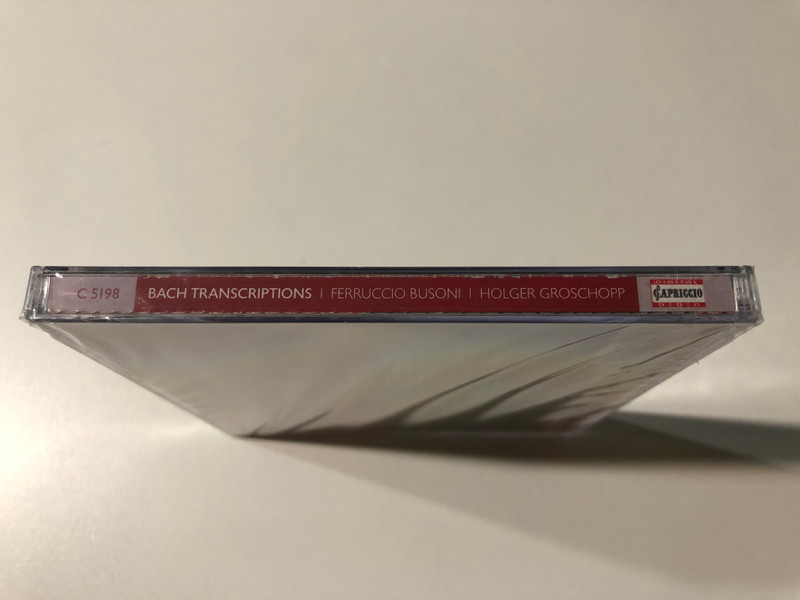 C 5198 BACH TRANSCRIPTIONS | FERRUCCIO BUSONI | HOLGER GROSCHOPP
DIGITAL
CAPRICCIO